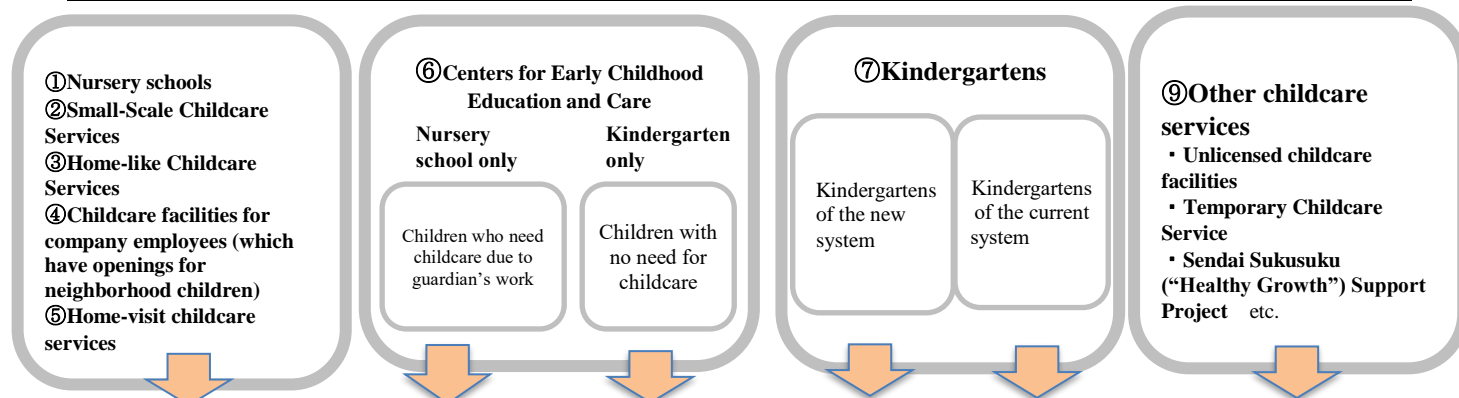 ①Nursery schools
②Small-Scale Childcare
Services
③Home-like Childcare
Services
④Childcare facilities for
company employees (which
have openings for
neighborhood children)
⑤Home-visit childcare
services
⑥Centers for Early Childhood
Education and Care
Nursery
school only
Children who need
childcare due to
guardian’s work
Kindergarten
only
Children with
no need for
childcare
⑦Kindergartens
Kindergartens
of the new
system
Kindergartens
of the current
system
⑨Other childcare
services
・Unlicensed childcare
facilities
・Temporary Childcare
Service
・Sendai Sukusuku
(“Healthy Growth”) Support
Project etc.